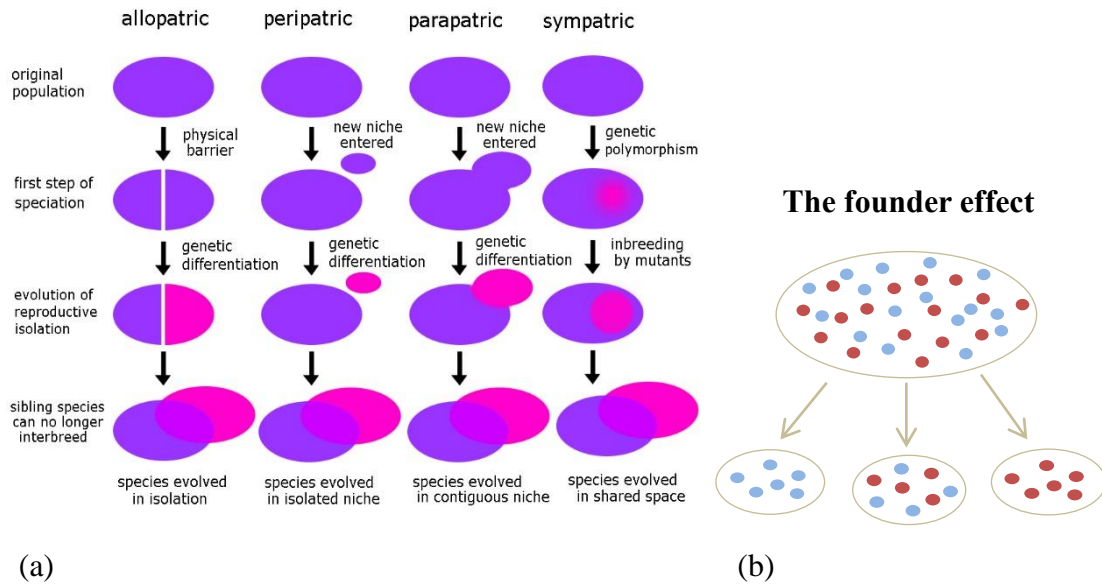 allopatric
peripatric
parapatric
sympatric
original
population
physical
barrier
new niche
entered
new niche
entered
genetic
polymorphism
first step of
speciation
genetic
differentiation
genetic
differentiation
genetic
differentiation
inbreeding
by mutants
evolution of
reproductive
isolation
sibling species
can no longer
interbreed
species evolved
in isolation
species evolved
in isolated niche
species evolved
in contiguous niche
species evolved
in shared space
(a)
The founder effect
(b)